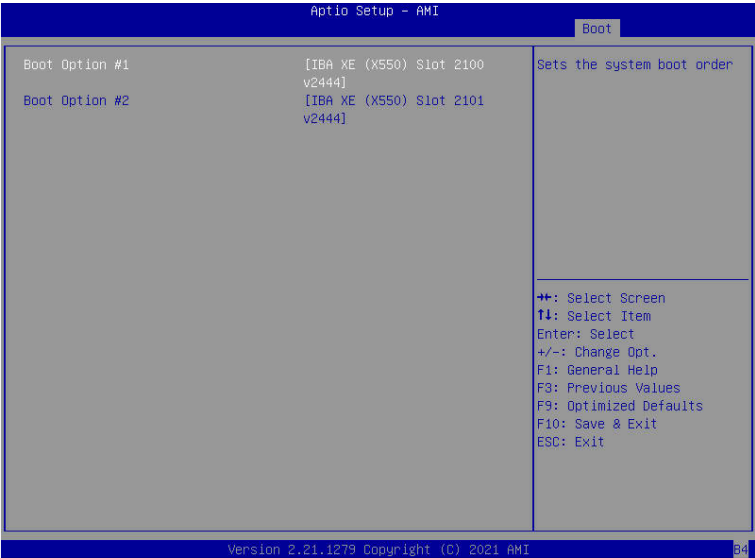 Aptio Setup – AMI
Boot
Boot Option #1 [IBA XE (X550) Slot 2100
v2444]
Boot Option #2 [IBA XE (X550) Slot 2101
v2444]
Sets the system boot order
→←: Select Screen
↑↓: Select Item
Enter: Select
+/-: Change Opt.
F1: General Help
F3: Previous Values
F9: Optimized Defaults
F10: Save & Exit
ESC: Exit
Version 2.21.1279 Copyright (C) 2021 AMI
B4